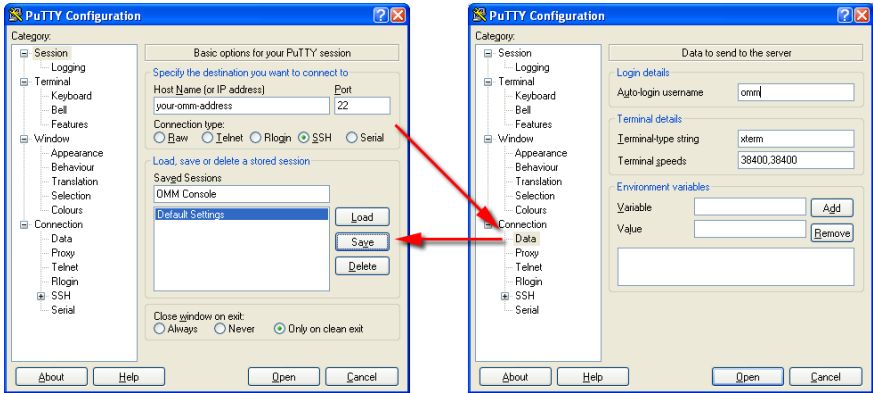 PuTTY Configuration
Category:
Session
Logging
Terminal
Keyboard
Bell
Features
Window
Appearance
Behaviour
Translation
Selection
Colours
Connection
Data
Proxy
Telnet
Rlogin
SSH
Serial
Basic options for your PuTTY session
Specify the destination you want to connect to
Host Name (or IP address) Port
your-omm-address 22
Connection type:
Raw Telnet Rlogin SSH Serial
Load, save or delete a stored session
Saved Sessions
OMM Console
Default Settings
Load
Save
Delete
Close window on exit:
Always Never Only on clean exit
About Help Open Cancel
PuTTY Configuration
Category:
Session
Logging
Terminal
Keyboard
Bell
Features
Window
Appearance
Behaviour
Translation
Selection
Colours
Connection
Data
Proxy
Telnet
Rlogin
SSH
Serial
Data to send to the server
Login details
Auto-login username omm
Terminal details
Terminal-type string xterm
Terminal speeds 38400,38400
Environment variables
Variable Add
Value Remove
About Help Open Cancel